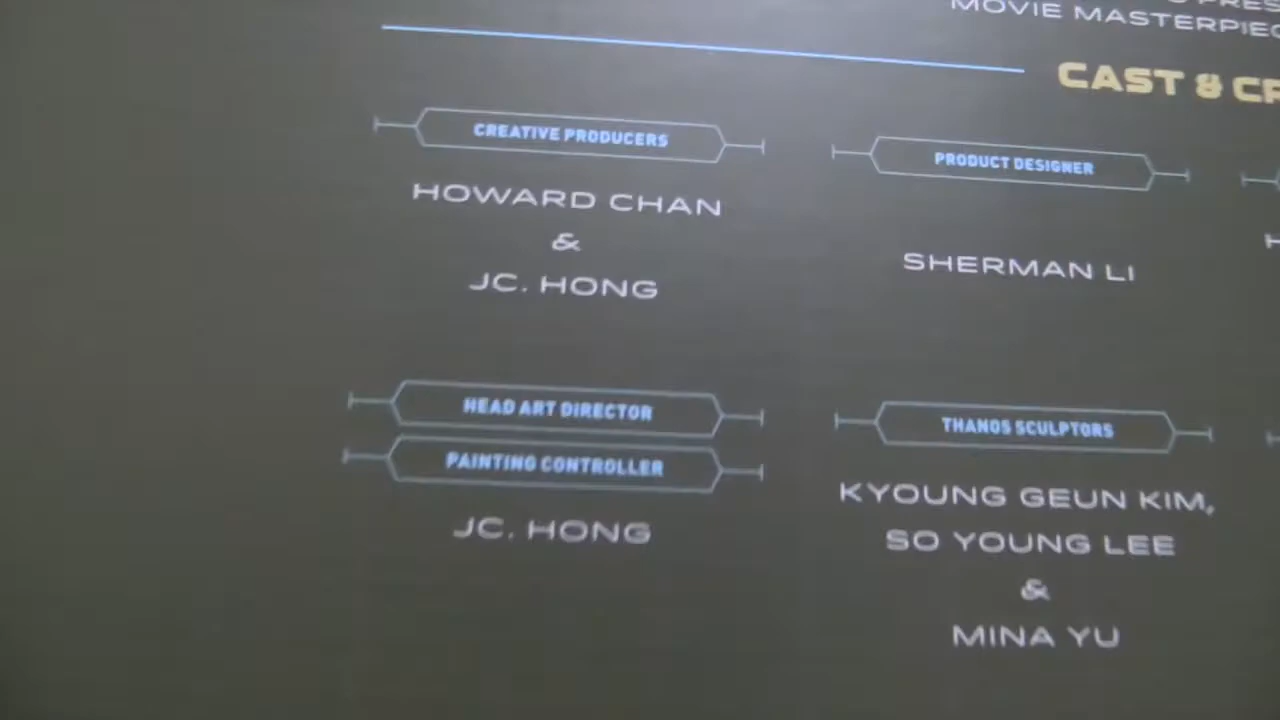 MOVIE MASTERPIEC
CAST & CR
CREATIVE PRODUCERS
HOWARD CHAN
&
JC. HONG
PRODUCT DESIGNER
SHERMAN LI
HEAD ART DIRECTOR
PAINTING CONTROLLER
JC. HONG
THANOS SCULPTORS
KYOUNG GEUN KIM,
SO YOUNG LEE
&
MINA YU